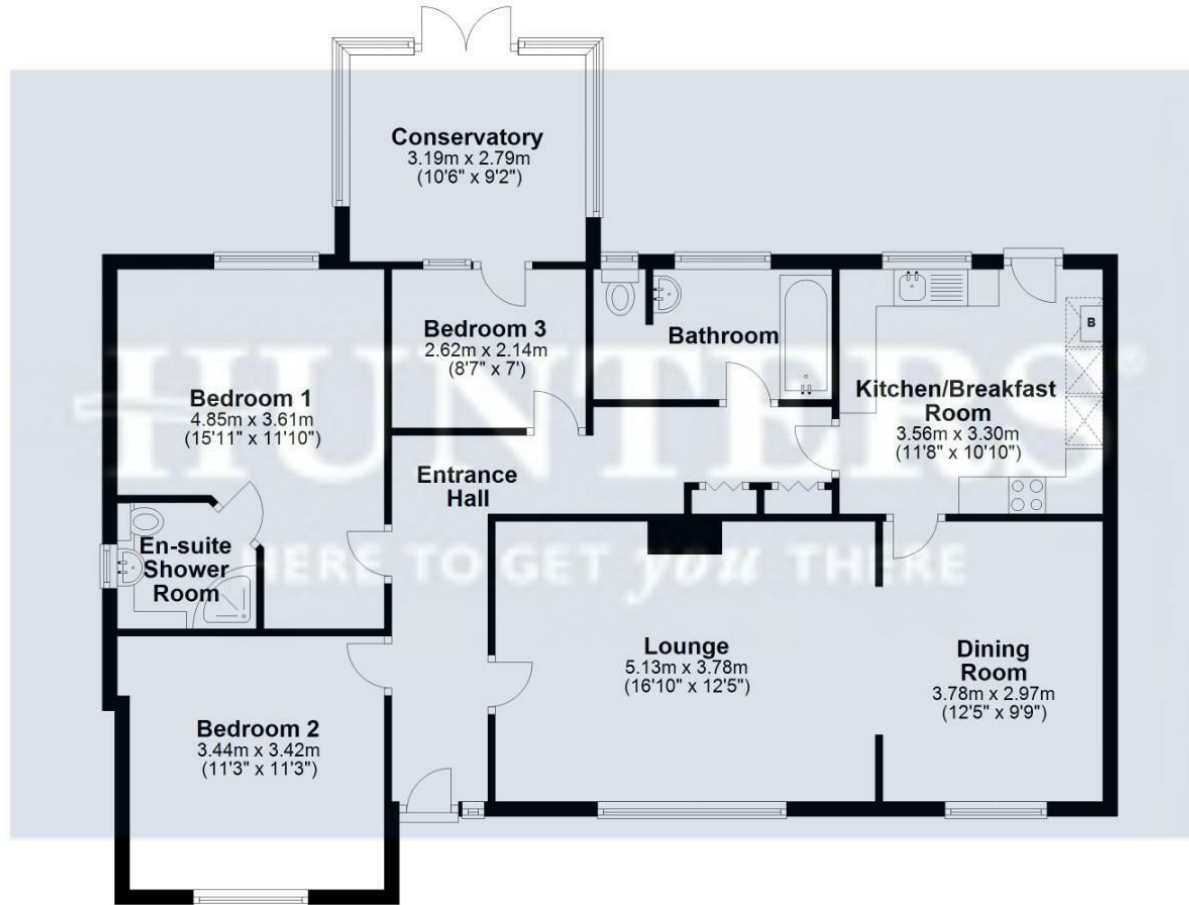 Conservatory
3.19m x 2.79m
(10'6" x 9'2")
Bedroom 3
2.62m x 2.14m
(8'7" x 7')
Bathroom
B
Bedroom 1
4.85m x 3.61m
(15'11" x 11'10")
Kitchen/Breakfast
Room
3.56m x 3.30m
(11'8" x 10'10")
Entrance
Hall
HUNTERS®
HERE TO GET you THERE
En-suite
Shower
Room
Lounge
5.13m x 3.78m
(16'10" x 12'5")
Dining
Room
3.78m x 2.97m
(12'5" x 9'9")
Bedroom 2
3.44m x 3.42m
(11'3" x 11'3")